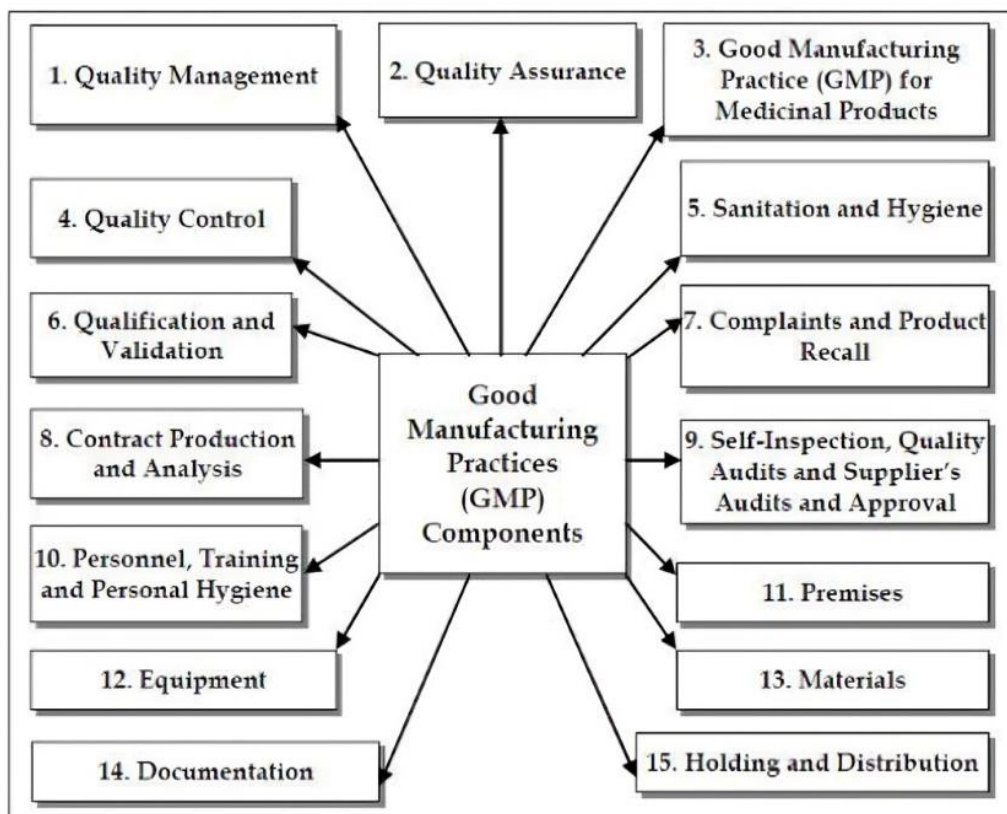 1. Quality Management
2. Quality Assurance
3. Good Manufacturing
Practice (GMP) for
Medicinal Products
4. Quality Control
5. Sanitation and Hygiene
6. Qualification and
Validation
7. Complaints and Product
Recall
Good
Manufacturing
Practices
(GMP)
Components
8. Contract Production
and Analysis
9. Self-Inspection, Quality
Audits and Supplier's
Audits and Approval
10. Personnel, Training
and Personal Hygiene
11. Premises
12. Equipment
13. Materials
14. Documentation
15. Holding and Distribution